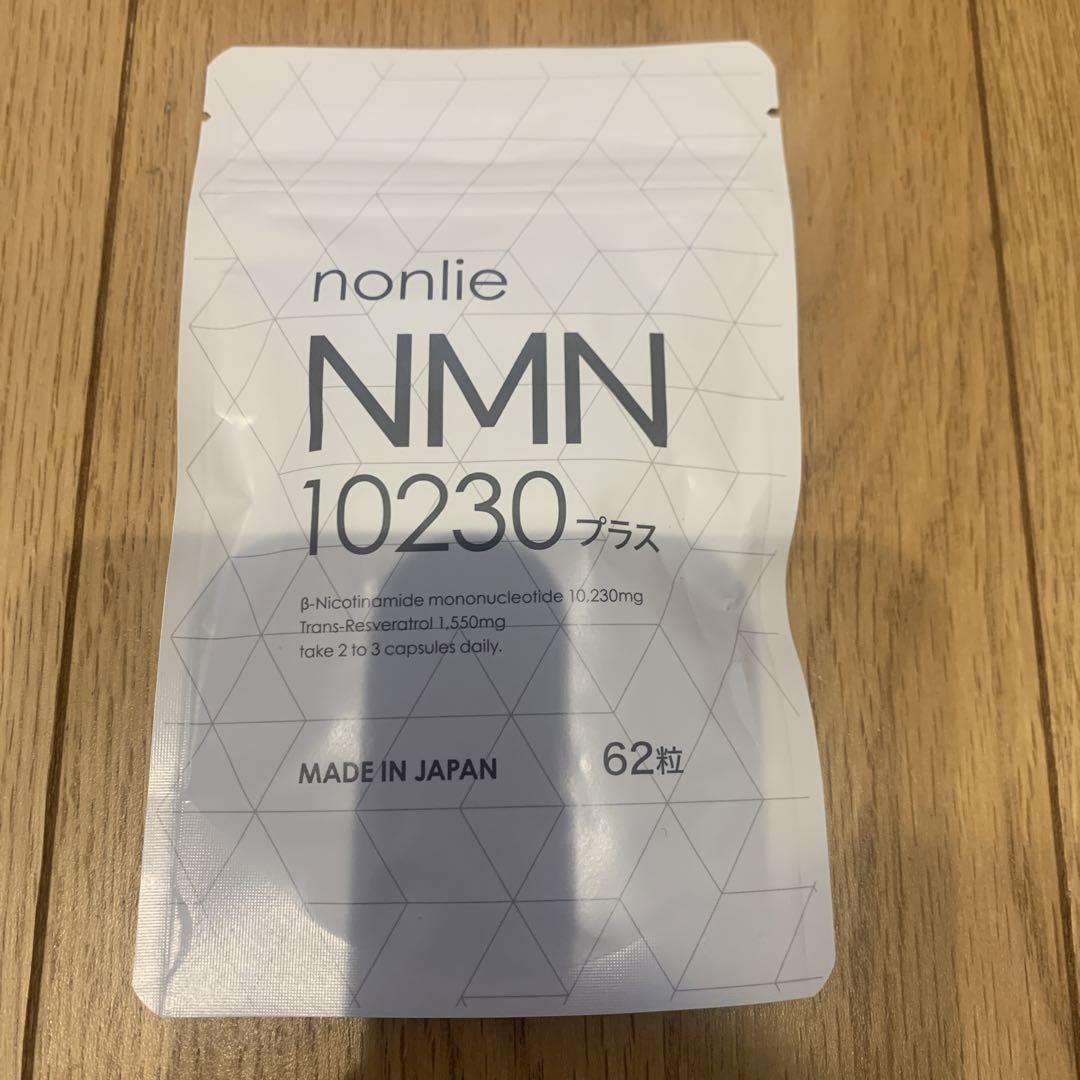 nonlie
NMN
10230プラス
β-Nicotinamide mononucleotide 10,230mg
Trans-Resveratrol 1,550mg
take 2 to 3 capsules daily.
MADE IN JAPAN
62粒